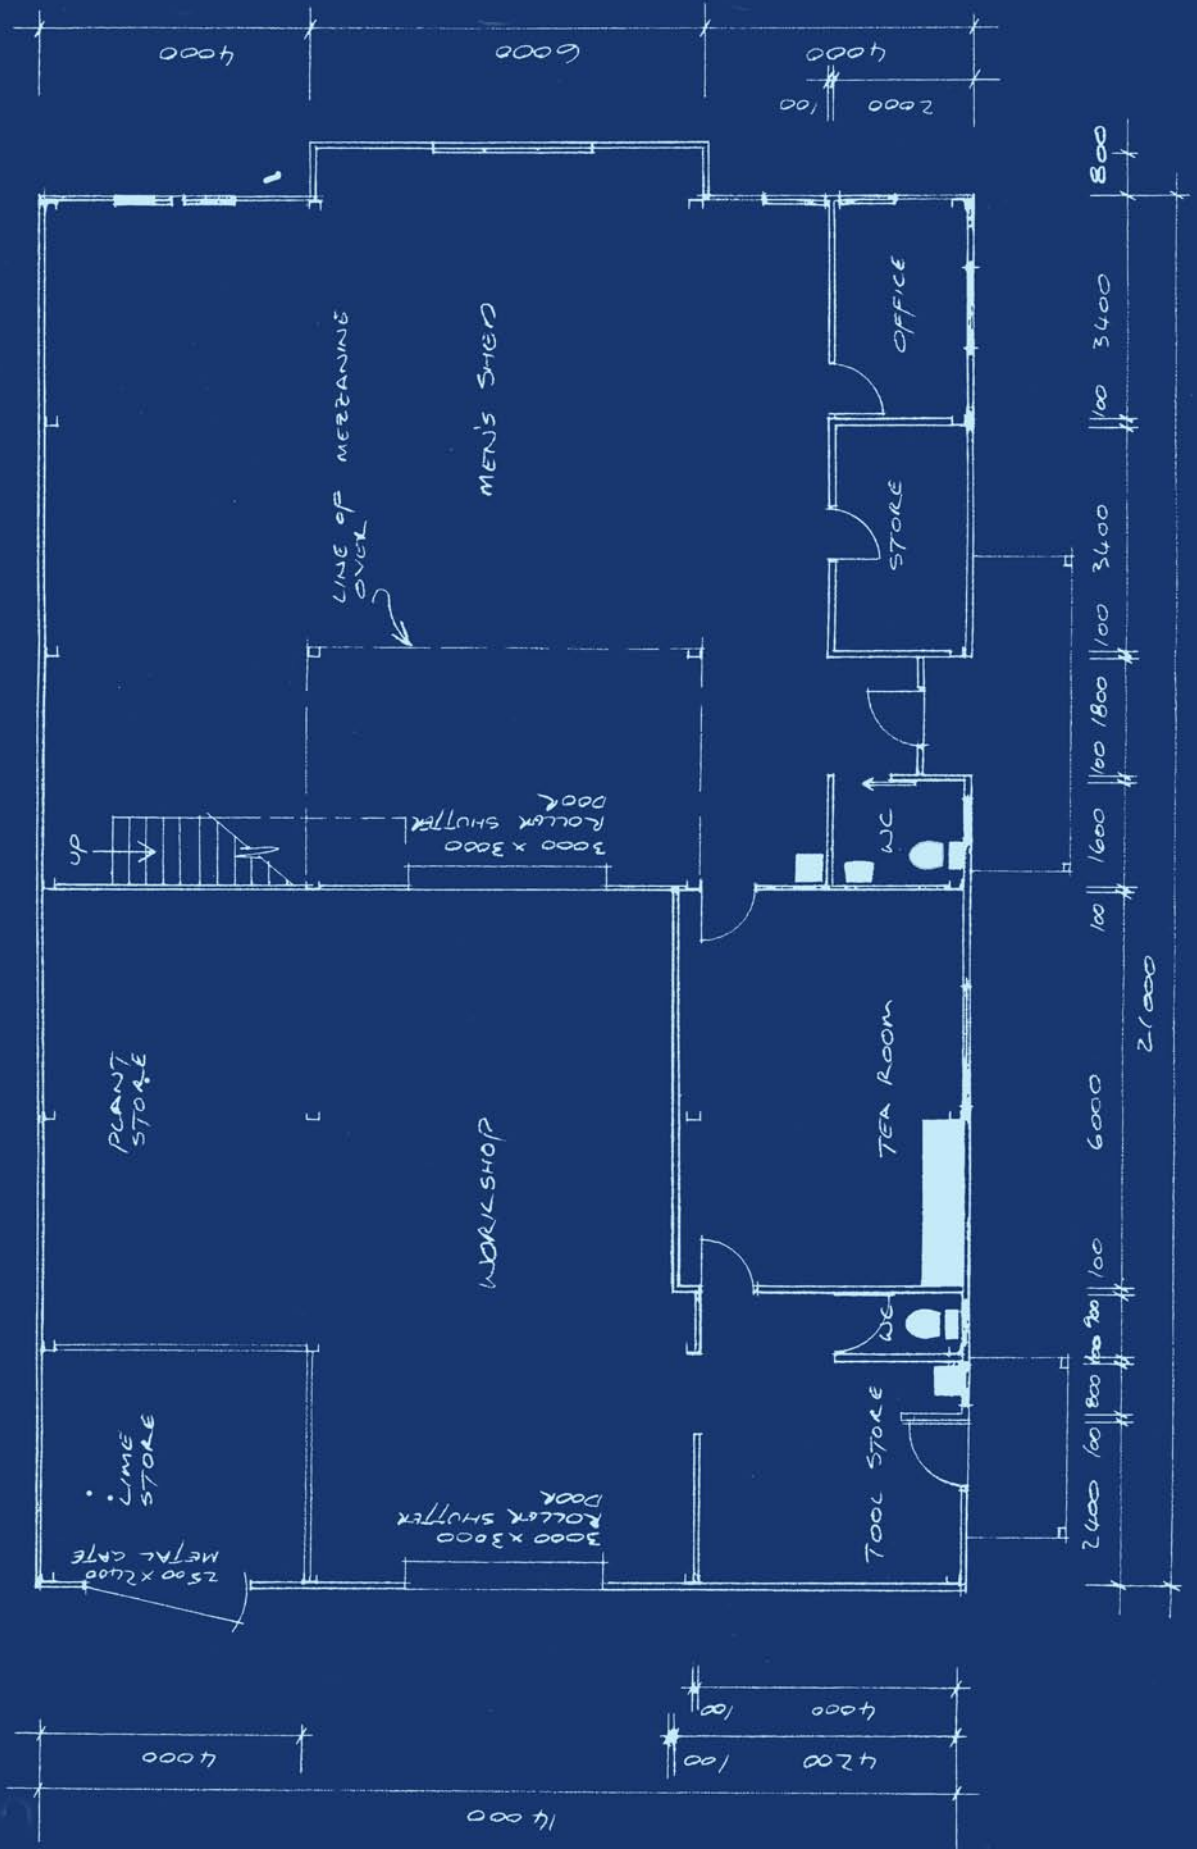 4000
6000
4000
100
2000
800
LINE OF MEZZANINE
OVER
MEN'S SHED
OFFICE
STORE
UP
3000 x 3000
ROLLER SHUTTER
DOOR
WC
PLANT
STORE
WORKSHOP
TEA ROOM
WC
LIME
STORE
2500 x 2400
METAL GATE
3000 x 3000
ROLLER SHUTTER
DOOR
TOOL STORE
2400 100 800 100 900 100 6000 100 1600 100 1800 100 3400 100 3400
21000
4000 100
4000 4200 100
14000